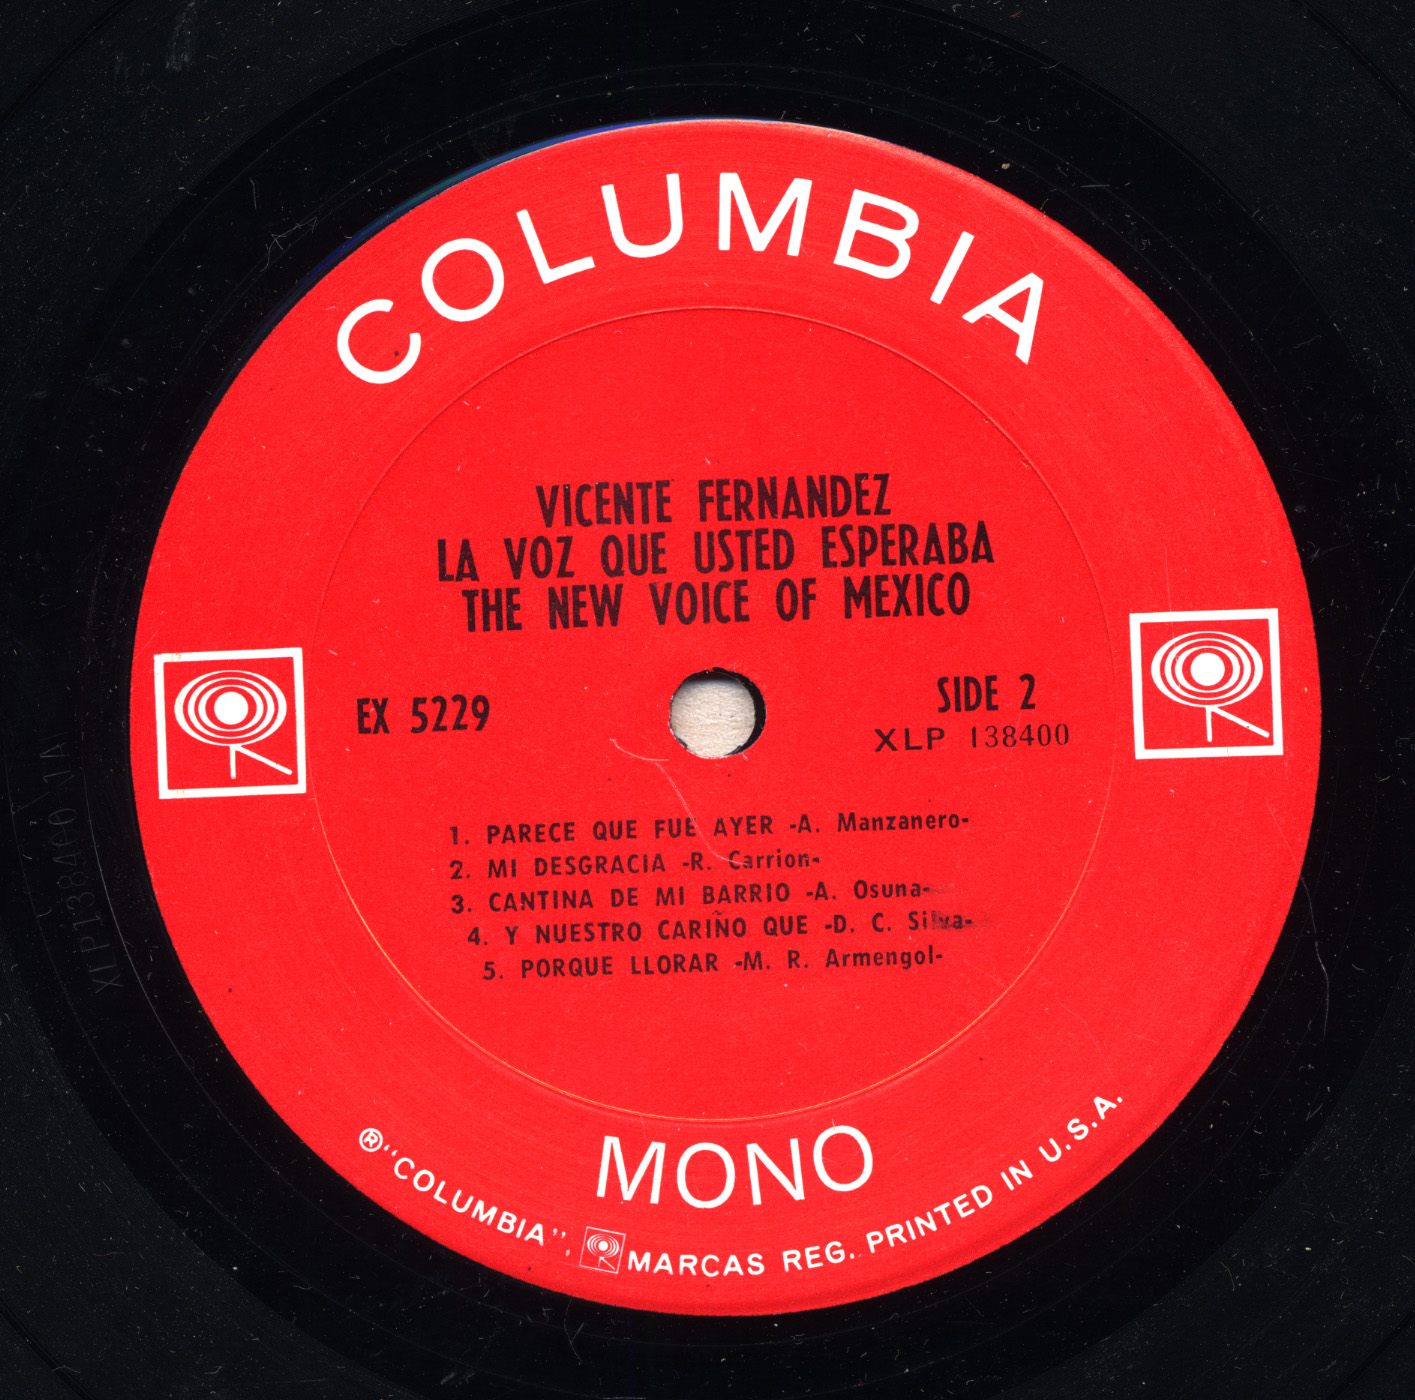 COLUMBIA
VICENTE FERNANDEZ
LA VOZ QUE USTED ESPERABA
THE NEW VOICE OF MEXICO
EX 5229
SIDE 2
XLP 138400
1. PARECE QUE FUE AYER -A. Manzanero-
2. MI DESGRACIA -R. Carrion-
3. CANTINA DE MI BARRIO -A. Osuna-
4. Y NUESTRO CARIÑO QUE -D. C. Silva-
5. PORQUE LLORAR -M. R. Armengol-
MONO
®"COLUMBIA", MARCAS REG. PRINTED IN U.S.A.
XLP138400 1A